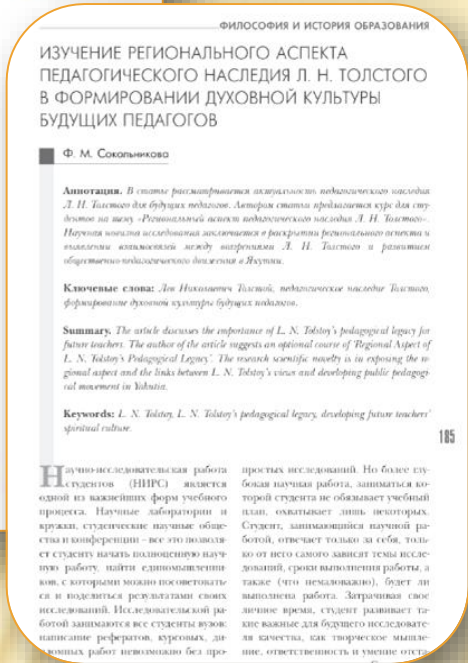 ФИЛОСОФИЯ И ИСТОРИЯ ОБРАЗОВАНИЯ
ИЗУЧЕНИЕ РЕГИОНАЛЬНОГО АСПЕКТА
ПЕДАГОГИЧЕСКОГО НАСЛЕДИЯ Л. Н. ТОЛСТОГО
В ФОРМИРОВАНИИ ДУХОВНОЙ КУЛЬТУРЫ
БУДУЩИХ ПЕДАГОГОВ
Ф. М. Сокольникова
Аннотация. В статье рассматривается актуальность педагогического наследия
Л. Н. Толстого для будущих педагогов. Автором статьи предлагается курс для сту-
дентов на тему «Региональный аспект педагогического наследия Л. Н. Толстого».
Научная новизна исследования заключается в раскрытии регионального аспекта и
выявлении взаимосвязей между воззрениями Л. Н. Толстого и развитием
общественно-педагогического движения в Якутии.
Ключевые слова: Лев Николаевич Толстой, педагогическое наследие Толстого,
формирование духовной культуры будущих педагогов.
Summary. The article discusses the importance of L. N. Tolstoy's pedagogical legacy for
future teachers. The author of the article suggests an optional course of 'Regional Aspect of
L. N. Tolstoy's Pedagogical Legacy'. The research scientific novelty is in exposing the re-
gional aspect and the links between L. N. Tolstoy's views and developing public pedagogi-
cal movement in Yakutia.
Keywords: L. N. Tolstoy, L. N. Tolstoy's pedagogical legacy, developing future teachers'
spiritual culture.
185
Научно-исследовательская работа
студентов (НИРС) является
одной из важнейших форм учебного
процесса. Научные лаборатории и
кружки, студенческие научные обще-
ства и конференции – все это позволя-
ет студенту начать полноценную науч-
ную работу, найти единомышленни-
ков, с которыми можно посоветовать-
ся и поделиться результатами своих
исследований. Исследовательской ра-
ботой занимаются все студенты вузов:
написание рефератов, курсовых, ди-
пломных работ невозможно без про-
простых исследований. Но более глу-
бокая научная работа, заниматься ко-
торой студента не обязывает учебный
план, охватывает лишь некоторых.
Студент, занимающийся научной ра-
ботой, отвечает только за себя, толь-
ко от него самого зависят темы иссле-
дований, сроки выполнения работы, а
также (что немаловажно), будет ли
выполнена работа. Затрачивая свое
личное время, студент развивает та-
кие важные для будущего исследовате-
ля качества, как творческое мышле-
ние, ответственность и умение отста-